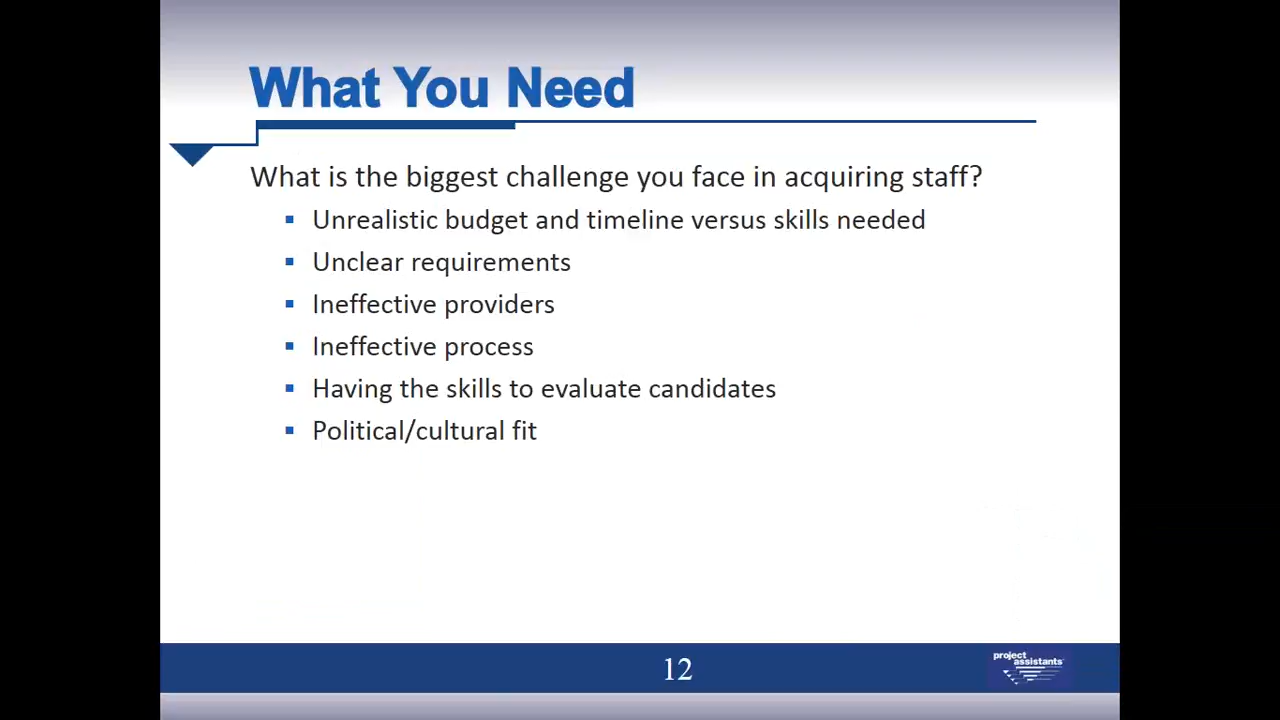 What You Need
What is the biggest challenge you face in acquiring staff?
▪ Unrealistic budget and timeline versus skills needed
▪ Unclear requirements
▪ Ineffective providers
▪ Ineffective process
▪ Having the skills to evaluate candidates
▪ Political/cultural fit
12
project
assistants